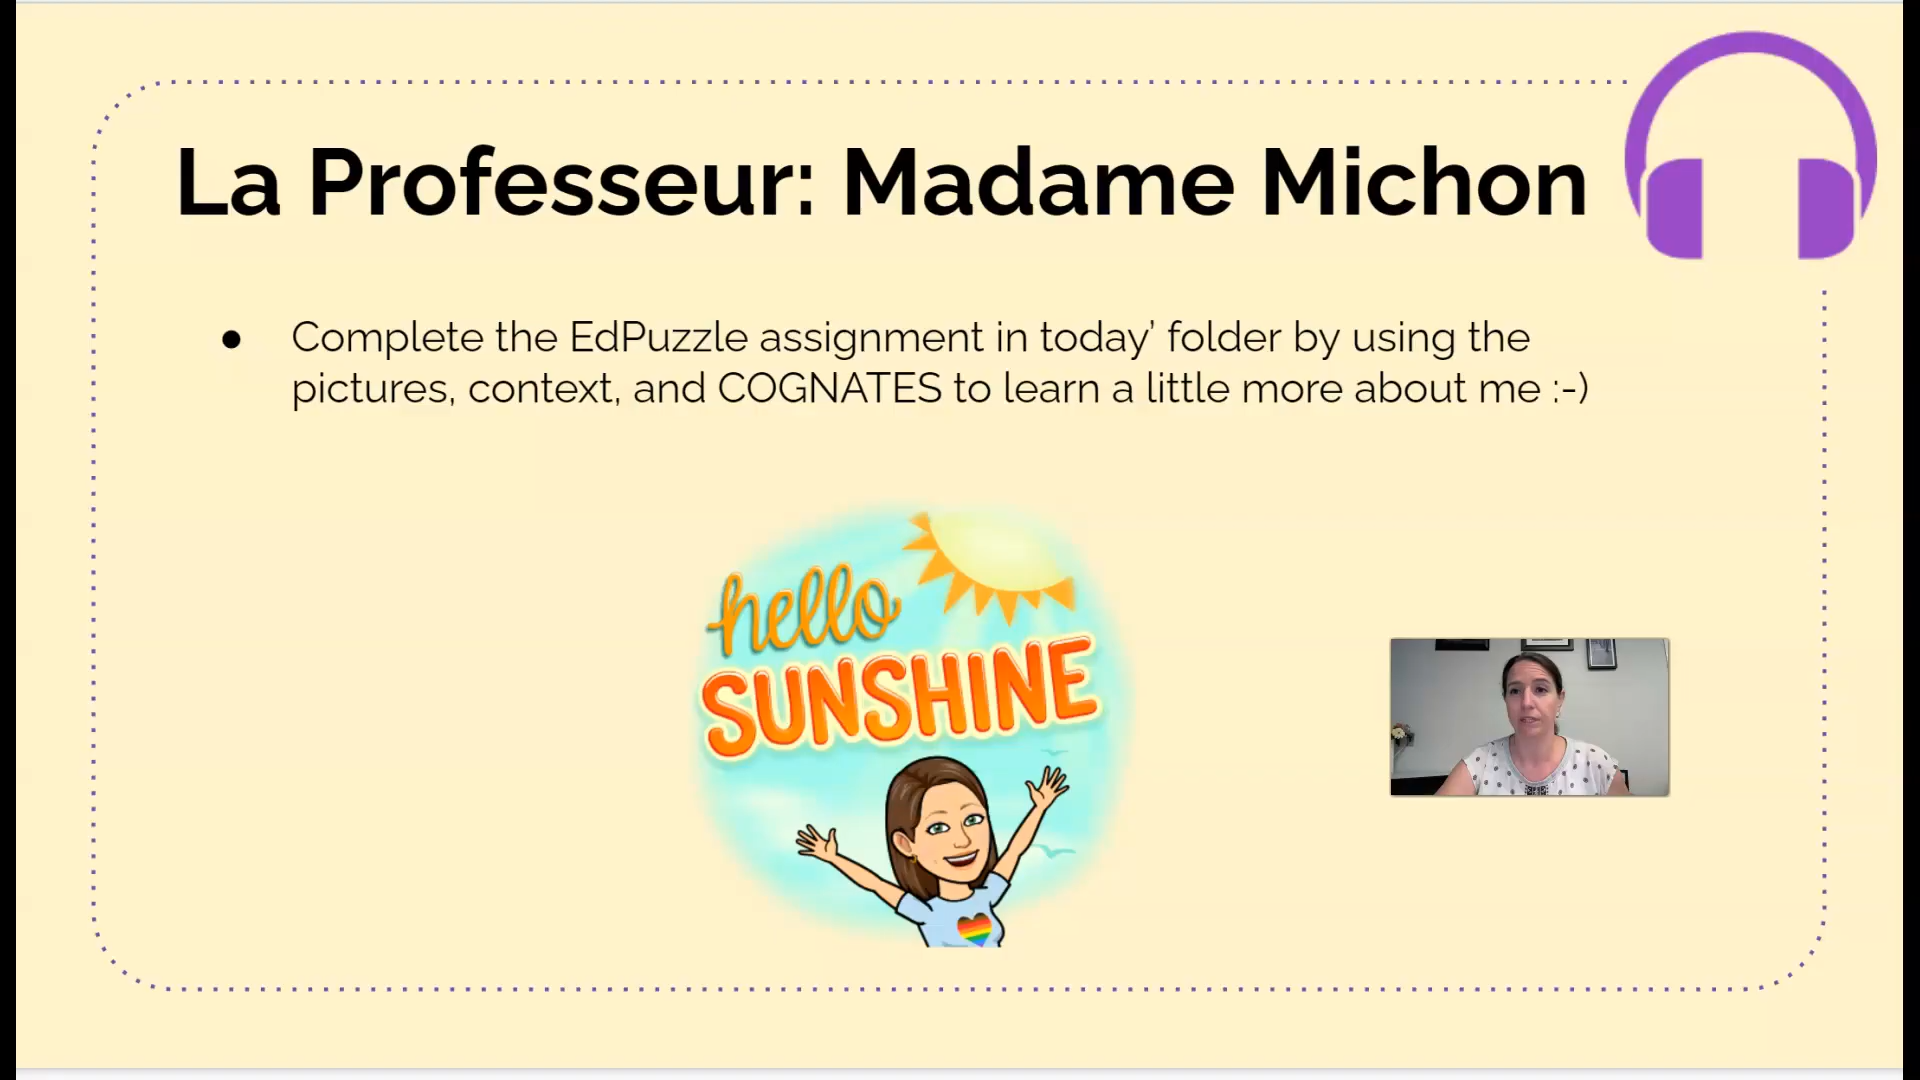 La Professeur: Madame Michon
● Complete the EdPuzzle assignment in today’ folder by using the
pictures, context, and COGNATES to learn a little more about me :-)
hello
SUNSHINE